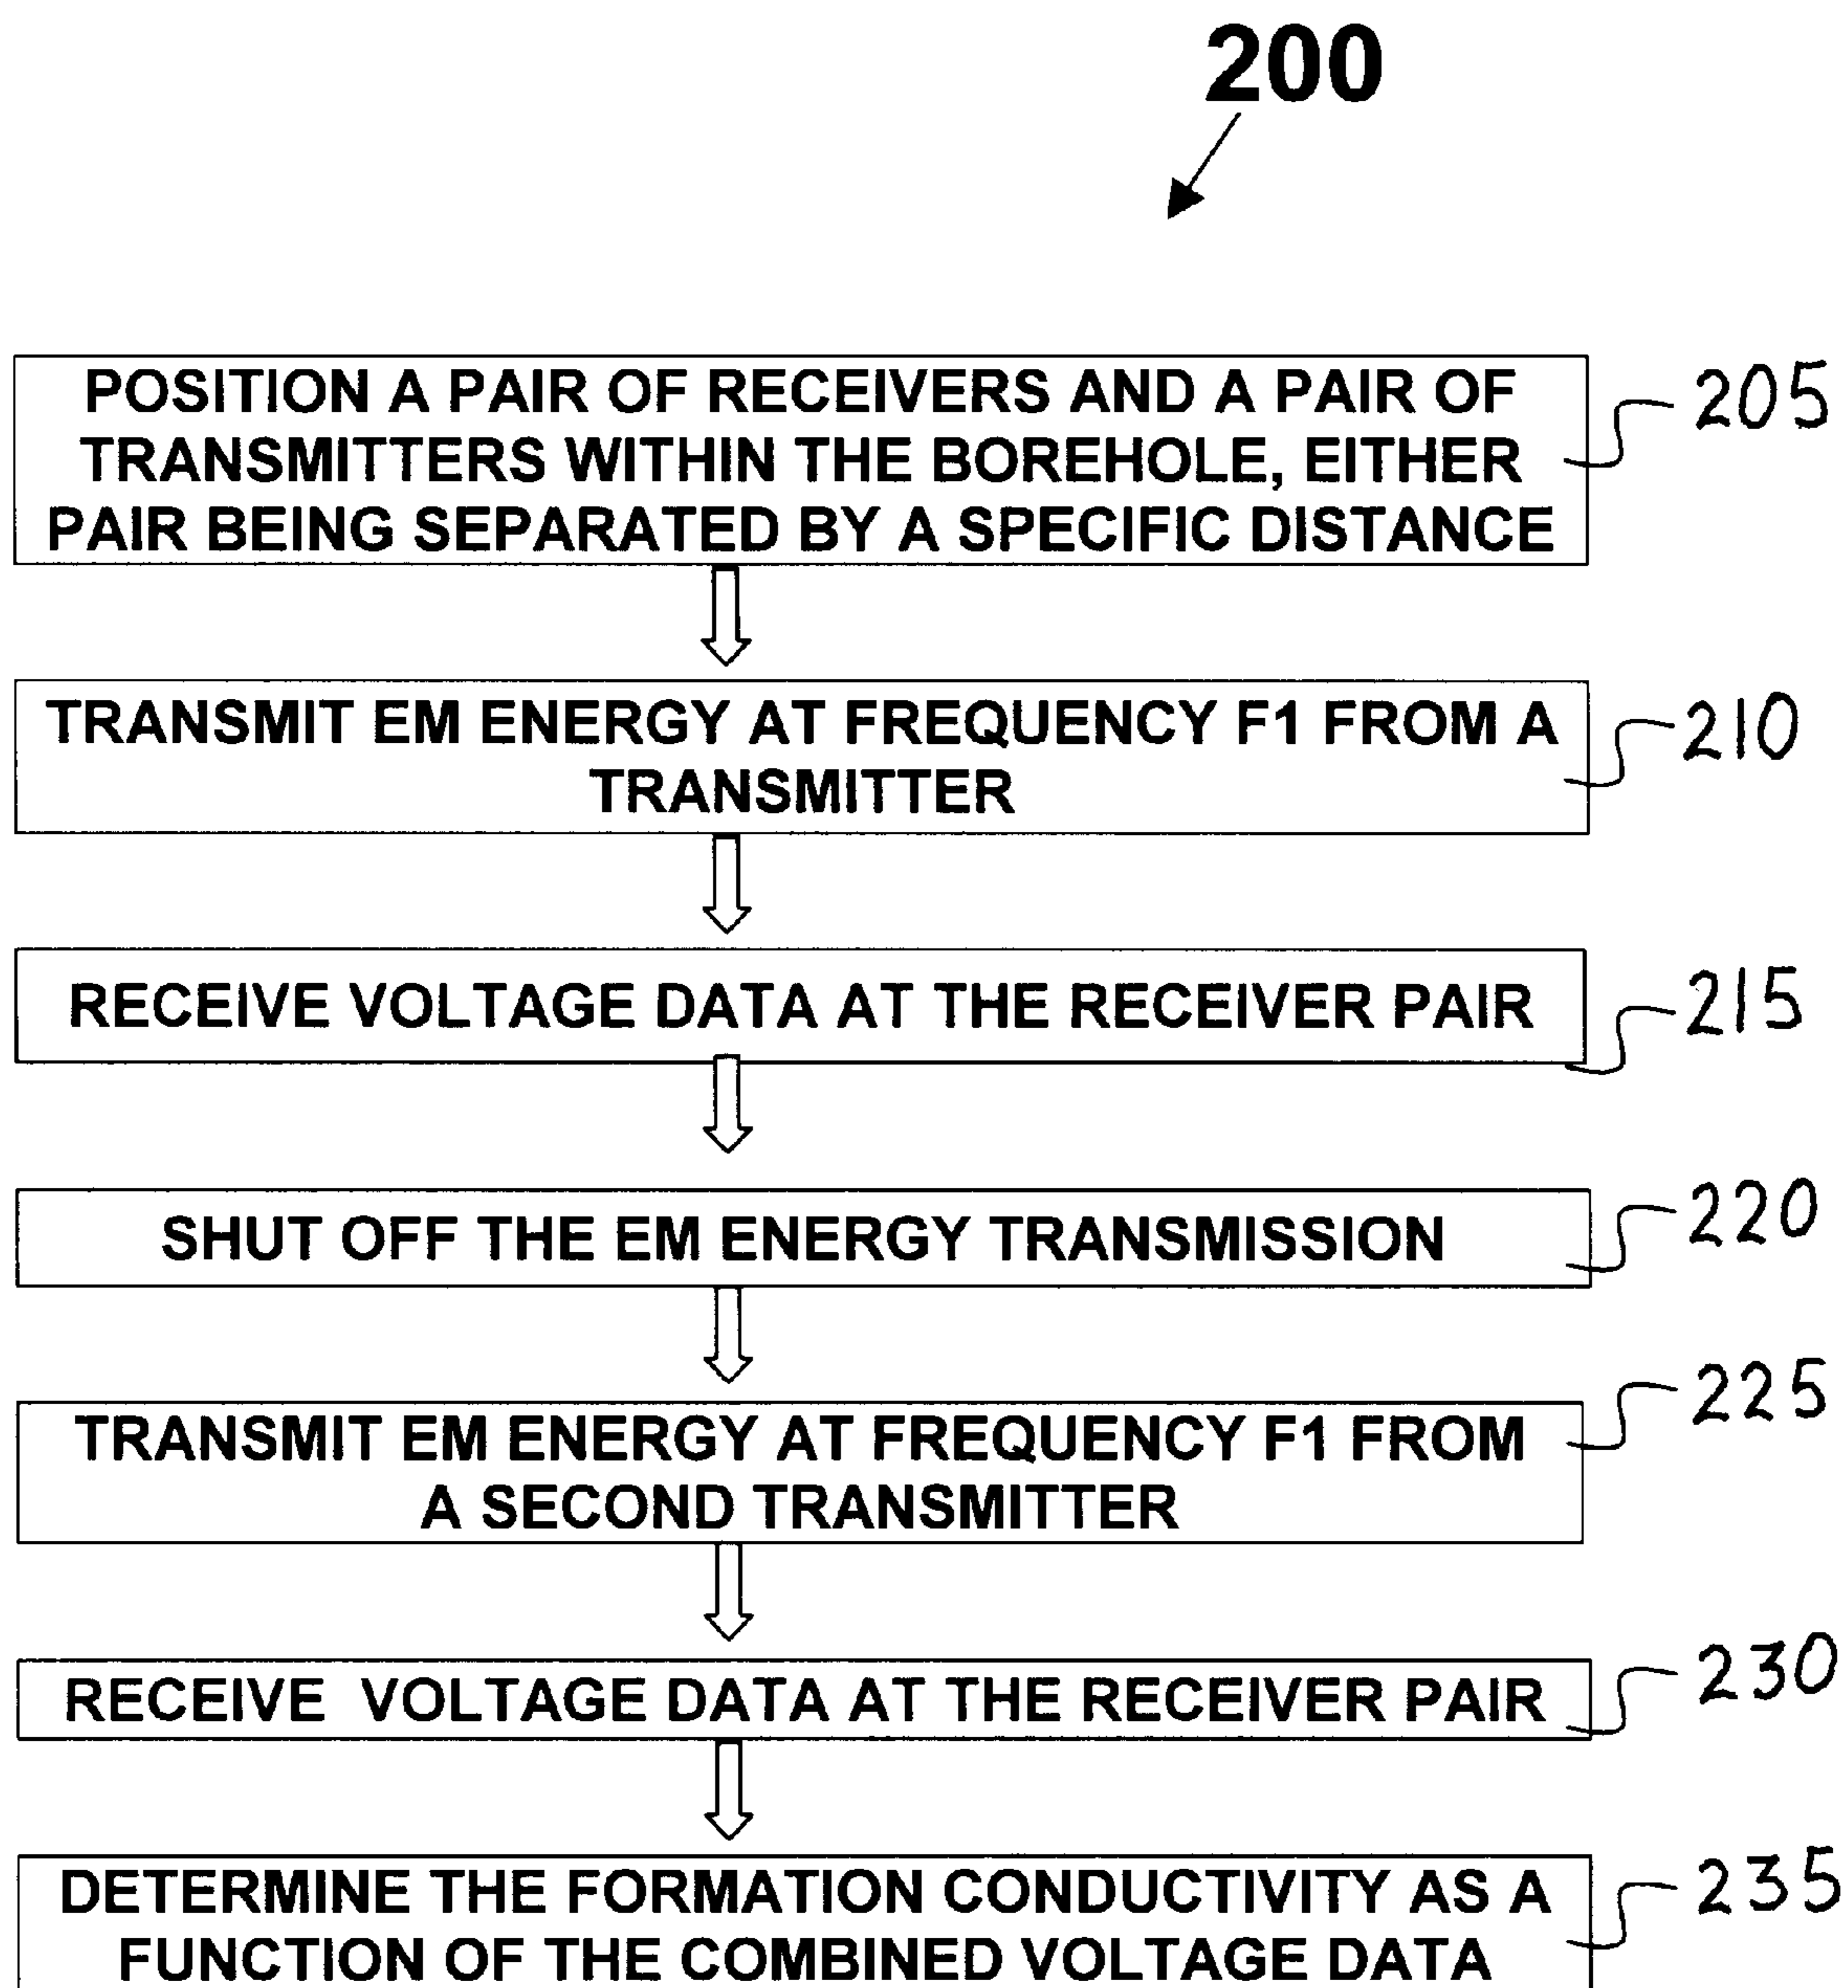 200
POSITION A PAIR OF RECEIVERS AND A PAIR OF
TRANSMITTERS WITHIN THE BOREHOLE, EITHER
PAIR BEING SEPARATED BY A SPECIFIC DISTANCE
205
TRANSMIT EM ENERGY AT FREQUENCY F1 FROM A
TRANSMITTER
210
RECEIVE VOLTAGE DATA AT THE RECEIVER PAIR
215
SHUT OFF THE EM ENERGY TRANSMISSION
220
TRANSMIT EM ENERGY AT FREQUENCY F1 FROM
A SECOND TRANSMITTER
225
RECEIVE VOLTAGE DATA AT THE RECEIVER PAIR
230
DETERMINE THE FORMATION CONDUCTIVITY AS A
FUNCTION OF THE COMBINED VOLTAGE DATA
235